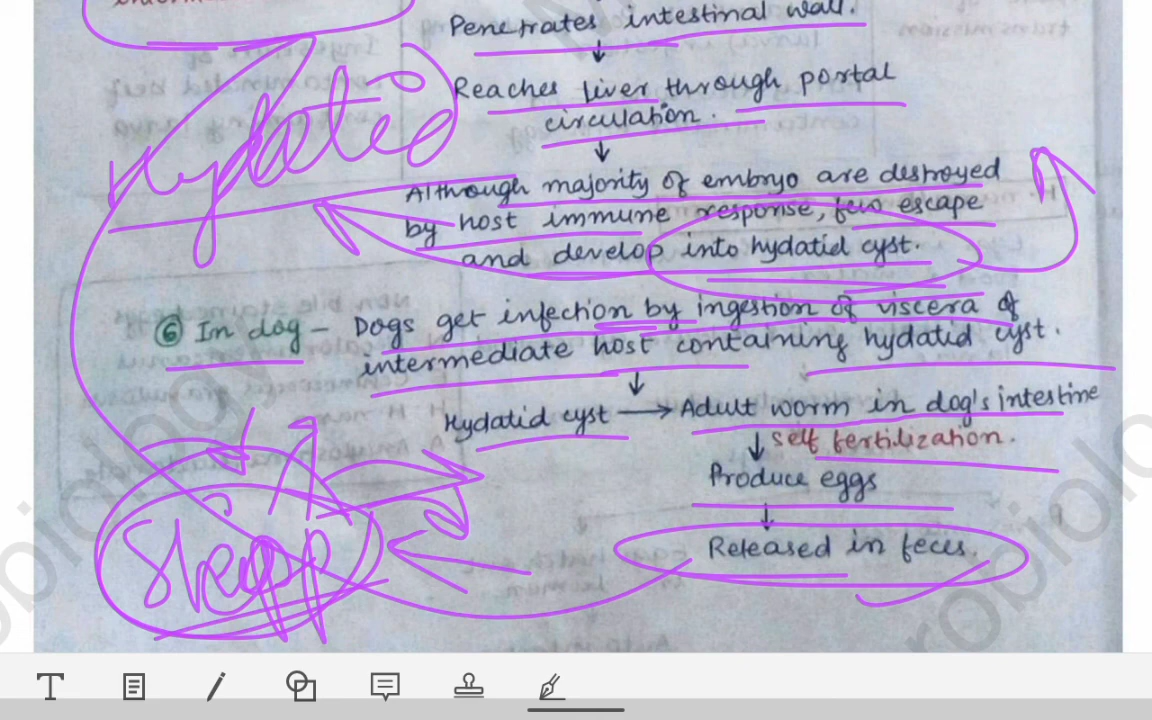 Penetrates intestinal wall.
Reaches liver through portal
circulation.
Although majority of embryo are destroyed
by host immune response, few escape
and develop into hydatid cyst.
Hydatid
⑥ In dog - Dogs get infection by ingestion of viscera of
intermediate host containing hydatid cyst.
Hydatid cyst → Adult worm in dog's intestine
↓ self fertilization.
Produce eggs
↓
Released in feces.
Sheep
T